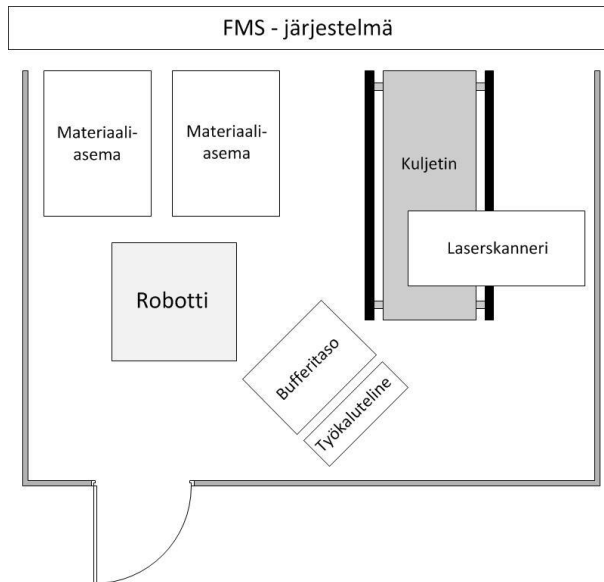 FMS - järjestelmä
Materiaali-
asema
Materiaali-
asema
Kuljetin
Laserskanneri
Robotti
Bufferitaso
Työkaluteline